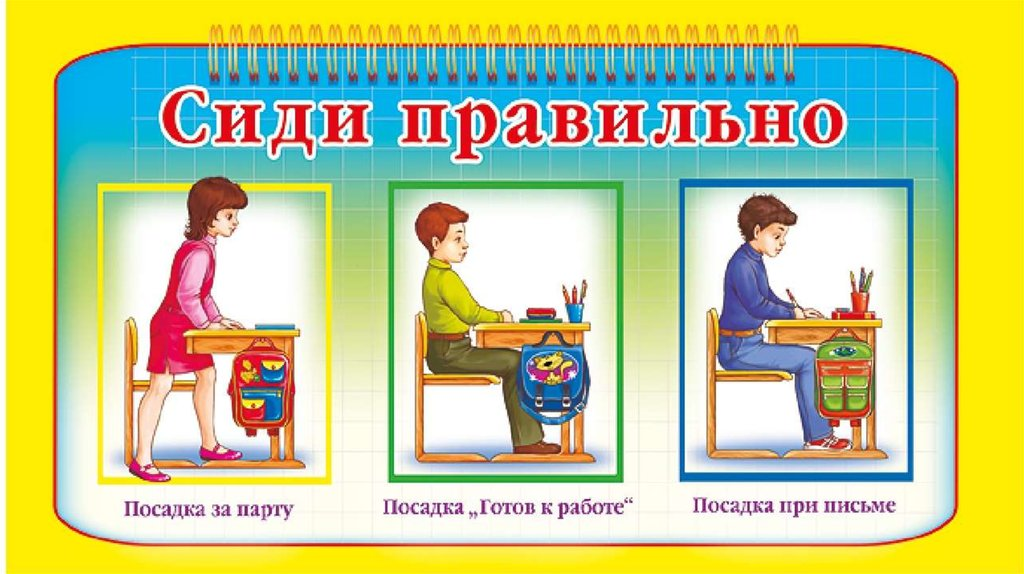 Сиди правильно
Посадка за парту
Посадка „Готов к работе“
Посадка при письме